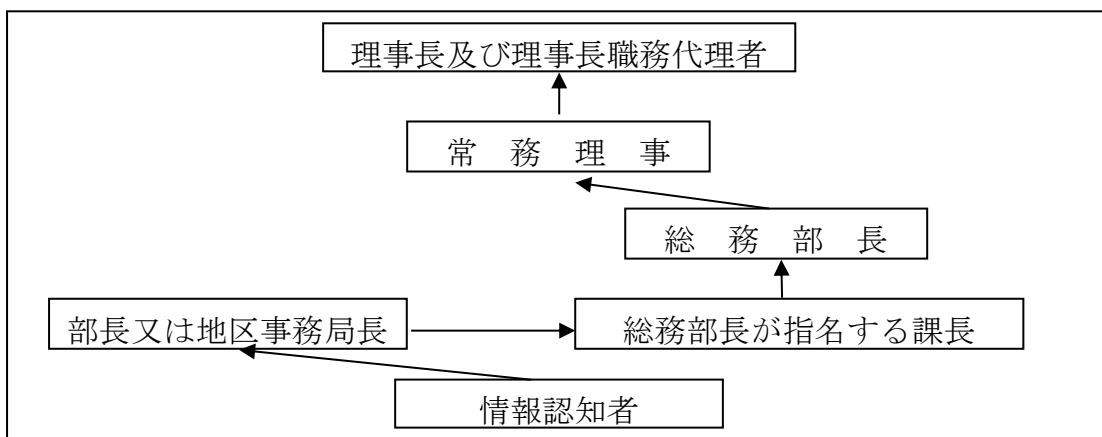 理事長及び理事長職務代理者
常　務　理　事
総　務　部　長
部長又は地区事務局長
総務部長が指名する課長
情報認知者